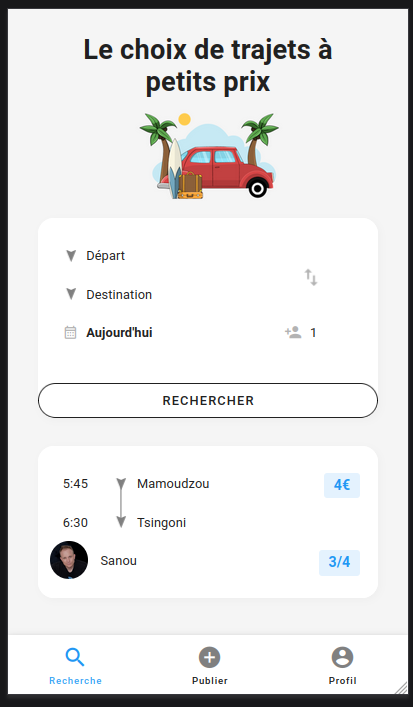 Le choix de trajets à
petits prix
Départ
Destination
Aujourd'hui 1
RECHERCHER
5:45 Mamoudzou 4€
6:30 Tsingoni
Sanou 3/4
Recherche Publier Profil